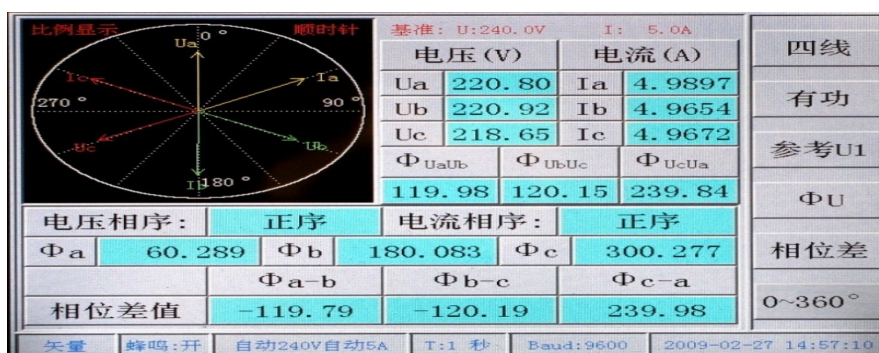 比例显示 顺时针 基准: U:240.0V I: 5.0A
Ua 0°
电压(V) 电流(A) 四线
Ic Ia Ua 220.80 Ia 4.9897
270° 90° Ub 220.92 Ib 4.9654 有功
Uc Ub Uc 218.65 Ic 4.9672
ΦUaUb ΦUbUc ΦUcUa 参考U1
Ib 180°
119.98 120.15 239.84 ΦU
电压相序: 正序 电流相序: 正序
Φa 60.289 Φb 180.083 Φc 300.277 相位差
Φa-b Φb-c Φc-a
相位差值 -119.79 -120.19 239.98 0~360°
矢量 蜂鸣:开 自动240V自动5A T:1 秒 Baud:9600 2009-02-27 14:57:10